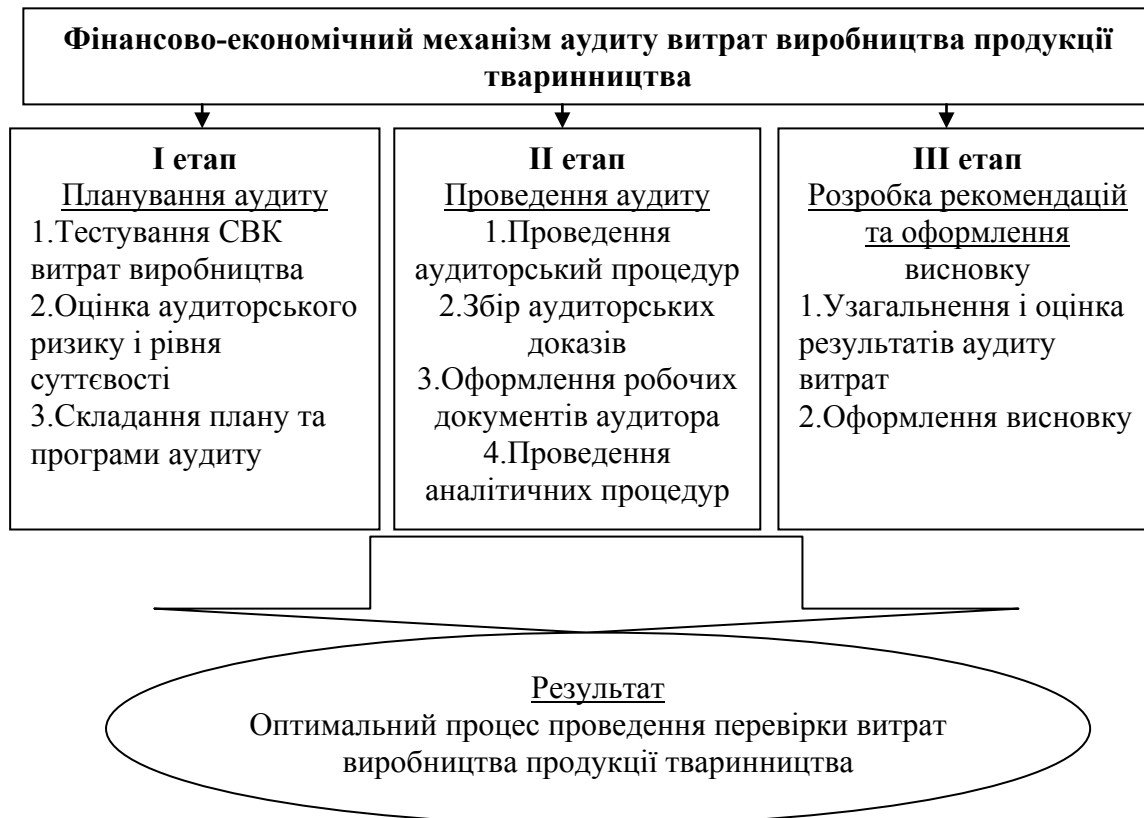 Фінансово-економічний механізм аудиту витрат виробництва продукції
тваринництва
І етап
Планування аудиту
1.Тестування СВК
витрат виробництва
2.Оцінка аудиторського
ризику і рівня
суттєвості
3.Складання плану та
програми аудиту
ІІ етап
Проведення аудиту
1.Проведення
аудиторський процедур
2.Збір аудиторських
доказів
3.Оформлення робочих
документів аудитора
4.Проведення
аналітичних процедур
ІІІ етап
Розробка рекомендацій
та оформлення
висновку
1.Узагальнення і оцінка
результатів аудиту
витрат
2.Оформлення висновку
Результат
Оптимальний процес проведення перевірки витрат
виробництва продукції тваринництва